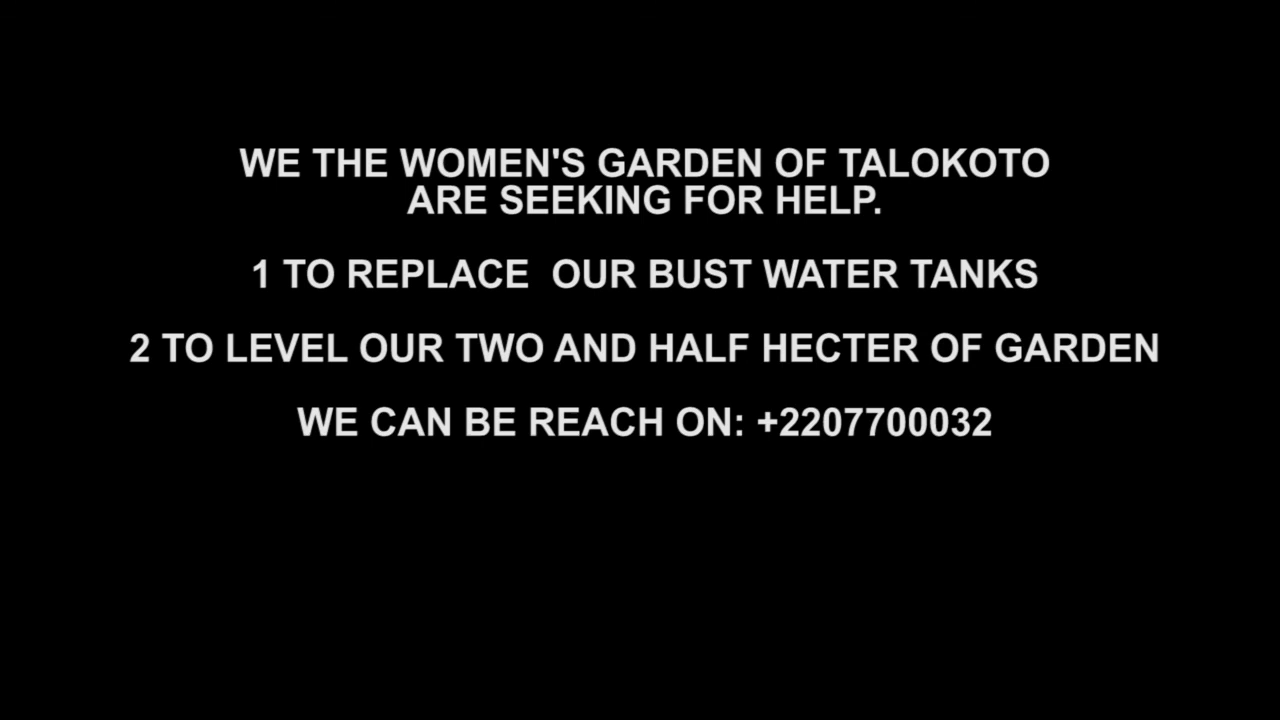 WE THE WOMEN'S GARDEN OF TALOKOTO
ARE SEEKING FOR HELP.
1 TO REPLACE  OUR BUST WATER TANKS
2 TO LEVEL OUR TWO AND HALF HECTER OF GARDEN
WE CAN BE REACH ON: +2207700032